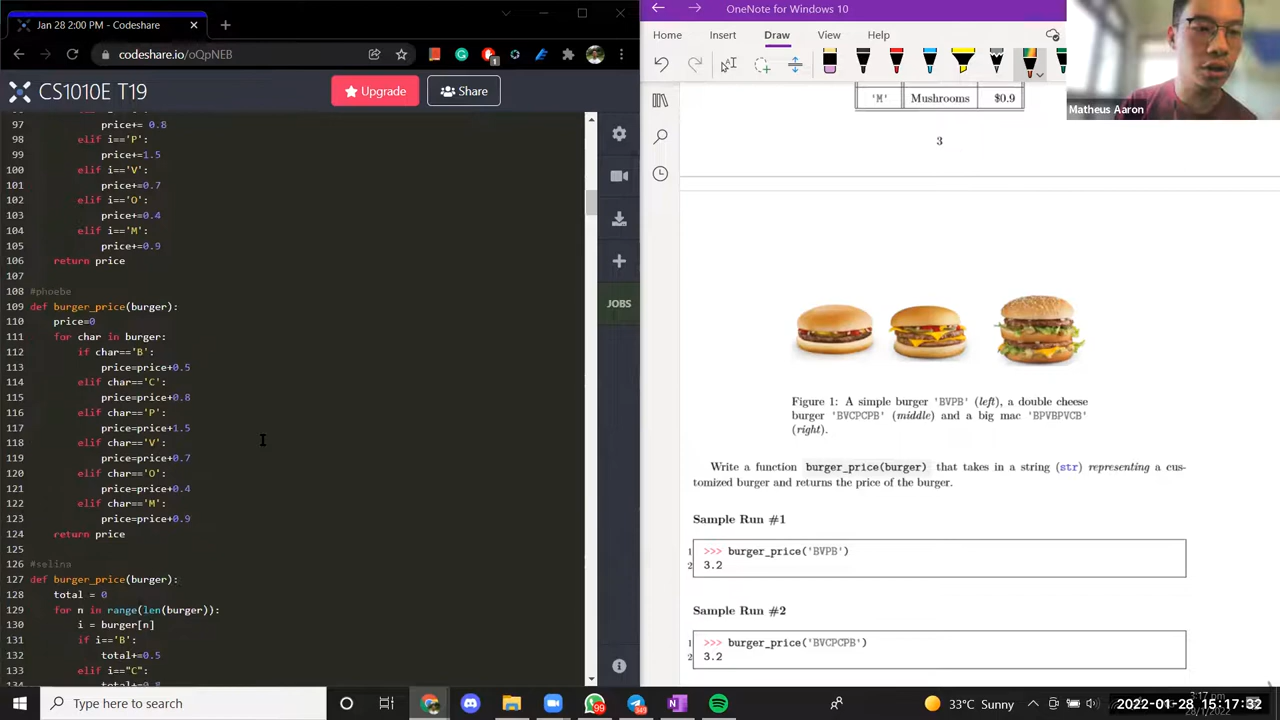 Jan 28 2:00 PM - Codeshare
codeshare.io/oQpNEB
CS1010E T19
Upgrade
Share
97 price+= 0.8
98 elif i=='P':
99 price+=1.5
100 elif i=='V':
101 price+=0.7
102 elif i=='O':
103 price+=0.4
104 elif i=='M':
105 price+=0.9
106 return price
107
108 #phoebe
109 def burger_price(burger):
110 price=0
111 for char in burger:
112 if char=='B':
113 price=price+0.5
114 elif char=='C':
115 price=price+0.8
116 elif char=='P':
117 price=price+1.5
118 elif char=='V':
119 price=price+0.7
120 elif char=='O':
121 price=price+0.4
122 elif char=='M':
123 price=price+0.9
124 return price
125
126 #selina
127 def burger_price(burger):
128 total = 0
129 for n in range(len(burger)):
130 i = burger[n]
131 if i=='B':
132 total+=0.5
133 elif i=="C":
JOBS
OneNote for Windows 10
Home Insert Draw View Help
Matheus Aaron
'M' Mushrooms $0.9
3
Figure 1: A simple burger 'BVPB' (left), a double cheese
burger 'BVCPCPB' (middle) and a big mac 'BPVBPVCB'
(right).
Write a function burger_price(burger) that takes in a string (str) representing a cus-
tomized burger and returns the price of the burger.
Sample Run #1
1 >>> burger_price('BVPB')
2 3.2
Sample Run #2
1 >>> burger_price('BVCPCPB')
2 3.2
Type here to search
99
33°C Sunny
3:17 pm
28/1/2022
2022-01-28 15:17:32